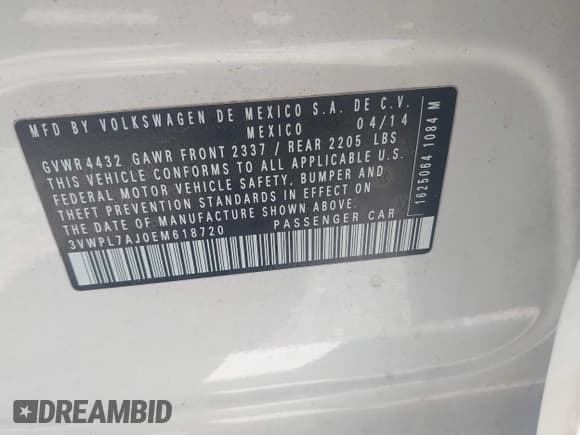 MFD BY VOLKSWAGEN DE MEXICO S.A. DE C.V.
MEXICO 04/14
GVWR 4432 GAWR FRONT 2337 / REAR 2205 LBS
THIS VEHICLE CONFORMS TO ALL APPLICABLE U.S.
FEDERAL MOTOR VEHICLE SAFETY, BUMPER AND
THEFT PREVENTION STANDARDS IN EFFECT ON
THE DATE OF MANUFACTURE SHOWN ABOVE.
3VWPL7AJ0EM618720 PASSENGER CAR
1625064 1084 M
DREAMBID